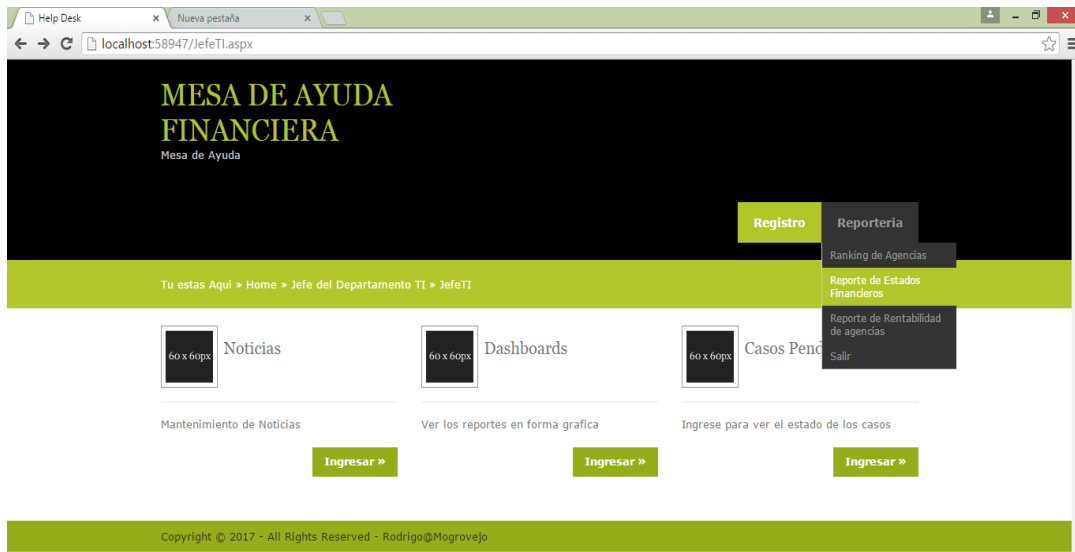 Help Desk
Nueva pestaña
localhost:58947/JefeTI.aspx
MESA DE AYUDA
FINANCIERA
Mesa de Ayuda
Registro
Reporteria
Ranking de Agencias
Reporte de Estados
Financieros
Reporte de Rentabilidad
de agencias
Salir
Tu estas Aqui » Home » Jefe del Departamento TI » JefeTI
60 x 60px
Noticias
Mantenimiento de Noticias
Ingresar »
60 x 60px
Dashboards
Ver los reportes en forma grafica
Ingresar »
60 x 60px
Casos Pend
Ingrese para ver el estado de los casos
Ingresar »
Copyright © 2017 - All Rights Reserved - Rodrigo@Mogrovejo